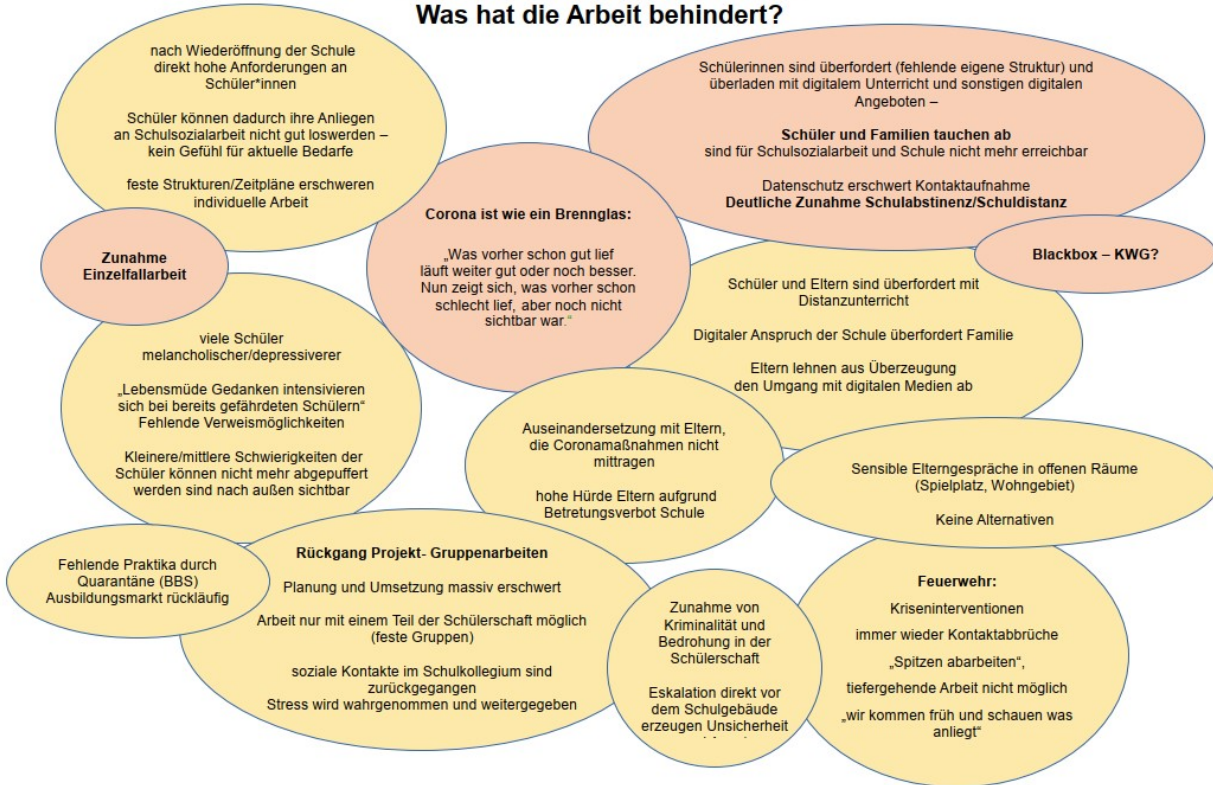 Was hat die Arbeit behindert?
nach Wiederöffnung der Schule
direkt hohe Anforderungen an
Schüler*innen
Schüler können dadurch ihre Anliegen
an Schulsozialarbeit nicht gut loswerden –
kein Gefühl für aktuelle Bedarfe
feste Strukturen/Zeitpläne erschweren
individuelle Arbeit
Schülerinnen sind überfordert (fehlende eigene Struktur) und
überladen mit digitalem Unterricht und sonstigen digitalen
Angeboten –
Schüler und Familien tauchen ab
sind für Schulsozialarbeit und Schule nicht mehr erreichbar
Datenschutz erschwert Kontaktaufnahme
Deutliche Zunahme Schulabstinenz/Schuldistanz
Corona ist wie ein Brennglas:
„Was vorher schon gut lief
läuft weiter gut oder noch besser.
Nun zeigt sich, was vorher schon
schlecht lief, aber noch nicht
sichtbar war.“
Zunahme
Einzelfallarbeit
Blackbox – KWG?
Schüler und Eltern sind überfordert mit
Distanzunterricht
Digitaler Anspruch der Schule überfordert Familie
Eltern lehnen aus Überzeugung
den Umgang mit digitalen Medien ab
viele Schüler
melancholischer/depressiverer
„Lebensmüde Gedanken intensivieren
sich bei bereits gefährdeten Schülern“
Fehlende Verweismöglichkeiten
Kleinere/mittlere Schwierigkeiten der
Schüler können nicht mehr abgepuffert
werden sind nach außen sichtbar
Auseinandersetzung mit Eltern,
die Coronamaßnahmen nicht
mittragen
hohe Hürde Eltern aufgrund
Betretungsverbot Schule
Sensible Elterngespräche in offenen Räume
(Spielplatz, Wohngebiet)
Keine Alternativen
Fehlende Praktika durch
Quarantäne (BBS)
Ausbildungsmarkt rückläufig
Rückgang Projekt- Gruppenarbeiten
Planung und Umsetzung massiv erschwert
Arbeit nur mit einem Teil der Schülerschaft möglich
(feste Gruppen)
soziale Kontakte im Schulkollegium sind
zurückgegangen
Stress wird wahrgenommen und weitergegeben
Zunahme von
Kriminalität und
Bedrohung in der
Schülerschaft
Eskalation direkt vor
dem Schulgebäude
erzeugen Unsicherheit
Feuerwehr:
Kriseninterventionen
immer wieder Kontaktabbrüche
„Spitzen abarbeiten“,
tiefergehende Arbeit nicht möglich
„wir kommen früh und schauen was
anliegt“